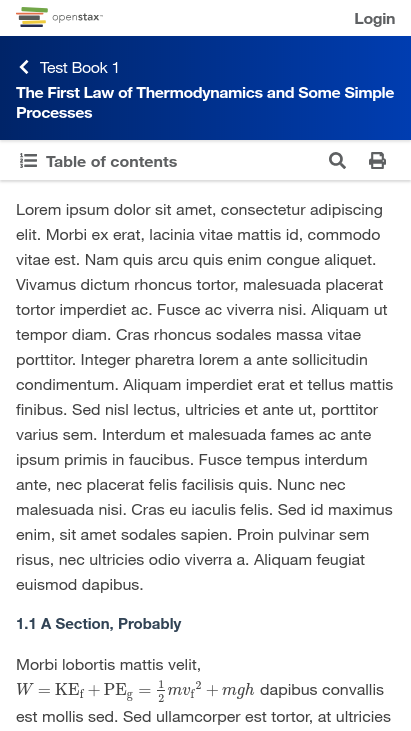 openstax™
Login
Test Book 1
The First Law of Thermodynamics and Some Simple
Processes
Table of contents
Lorem ipsum dolor sit amet, consectetur adipiscing
elit. Morbi ex erat, lacinia vitae mattis id, commodo
vitae est. Nam quis arcu quis enim congue aliquet.
Vivamus dictum rhoncus tortor, malesuada placerat
tortor imperdiet ac. Fusce ac viverra nisi. Aliquam ut
tempor diam. Cras rhoncus sodales massa vitae
porttitor. Integer pharetra lorem a ante sollicitudin
condimentum. Aliquam imperdiet erat et tellus mattis
finibus. Sed nisl lectus, ultricies et ante ut, porttitor
varius sem. Interdum et malesuada fames ac ante
ipsum primis in faucibus. Fusce tempus interdum
ante, nec placerat felis facilisis quis. Nunc nec
malesuada nisi. Cras eu iaculis felis. Sed id maximus
enim, sit amet sodales sapien. Proin pulvinar sem
risus, nec ultricies odio viverra a. Aliquam feugiat
euismod dapibus.
1.1 A Section, Probably
Morbi lobortis mattis velit,
W = KE_f + PE_g = 1/2 mv_f² + mgh dapibus convallis
est mollis sed. Sed ullamcorper est tortor, at ultricies